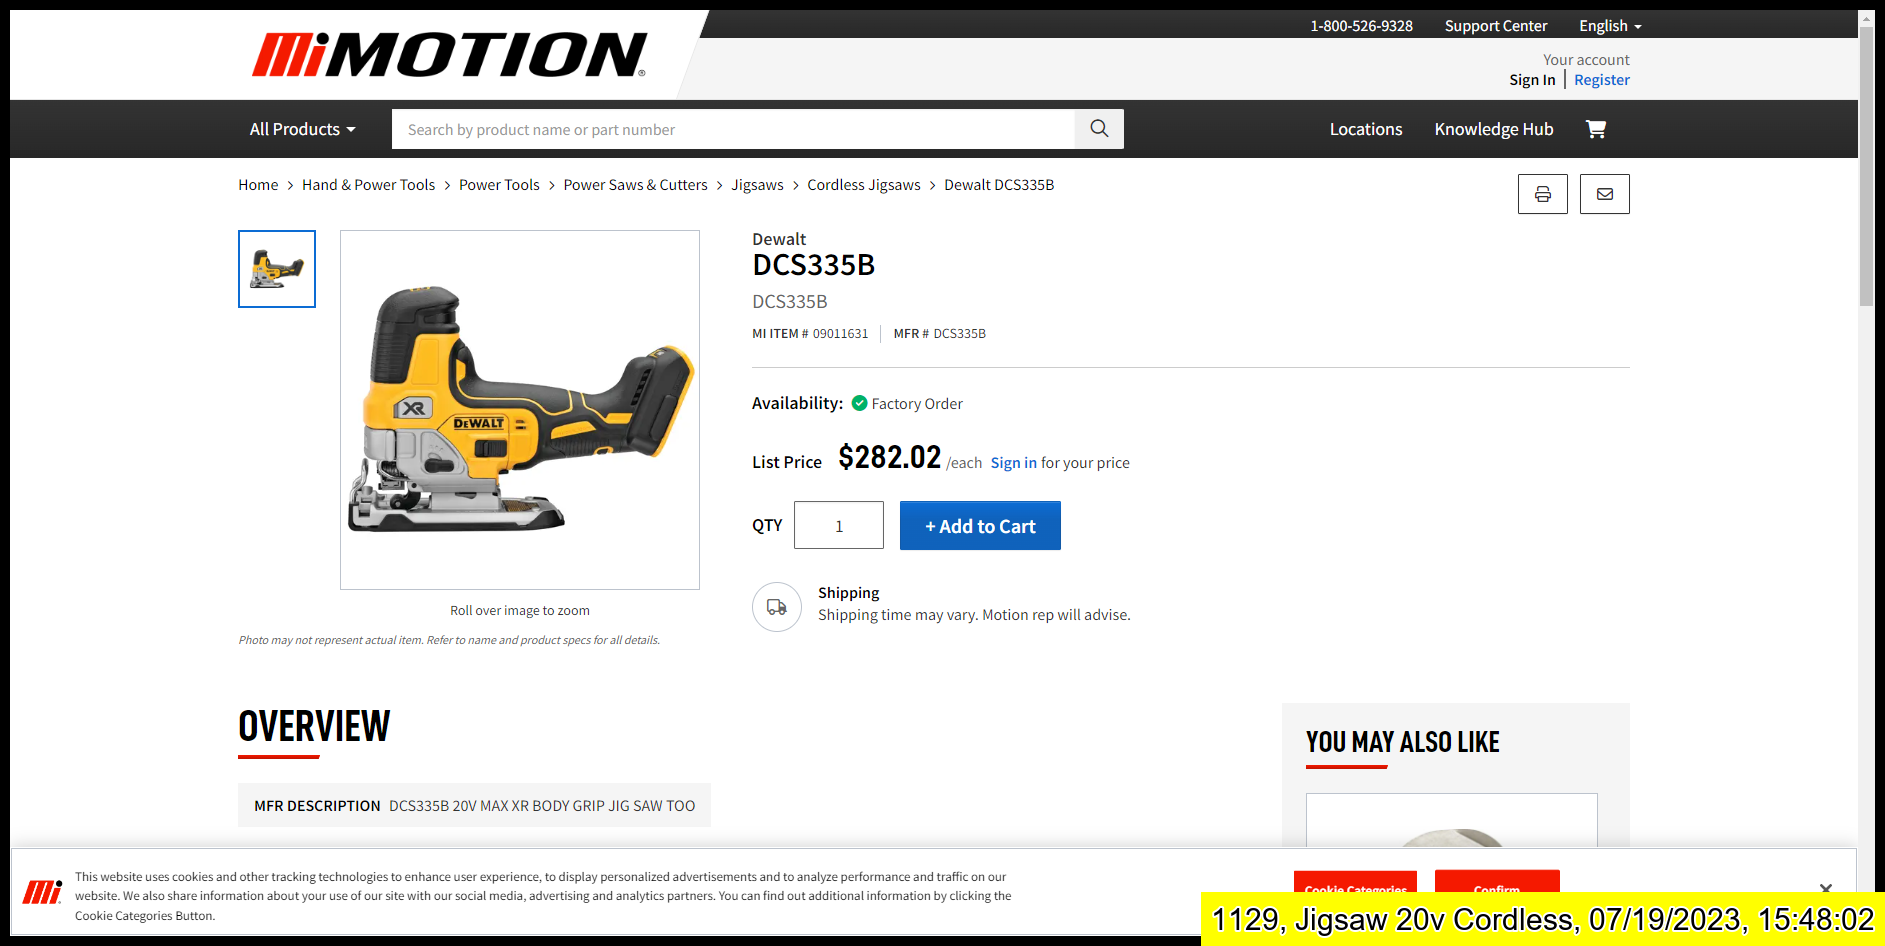 1-800-526-9328 Support Center English
MiMOTION®
Your account
Sign In | Register
All Products Search by product name or part number Locations Knowledge Hub
Home > Hand & Power Tools > Power Tools > Power Saws & Cutters > Jigsaws > Cordless Jigsaws > Dewalt DCS335B
Dewalt
DCS335B
DCS335B
MI ITEM # 09011631 MFR # DCS335B
XR
DEWALT
Availability: Factory Order
List Price $282.02 /each Sign in for your price
QTY 1 + Add to Cart
Shipping
Shipping time may vary. Motion rep will advise.
Roll over image to zoom
Photo may not represent actual item. Refer to name and product specs for all details.
OVERVIEW
YOU MAY ALSO LIKE
MFR DESCRIPTION DCS335B 20V MAX XR BODY GRIP JIG SAW TOO
Mi
This website uses cookies and other tracking technologies to enhance user experience, to display personalized advertisements and to analyze performance and traffic on our
website. We also share information about your use of our site with our social media, advertising and analytics partners. You can find out additional information by clicking the
Cookie Categories Button.
Cookie Categories Confirm
1129, Jigsaw 20v Cordless, 07/19/2023, 15:48:02